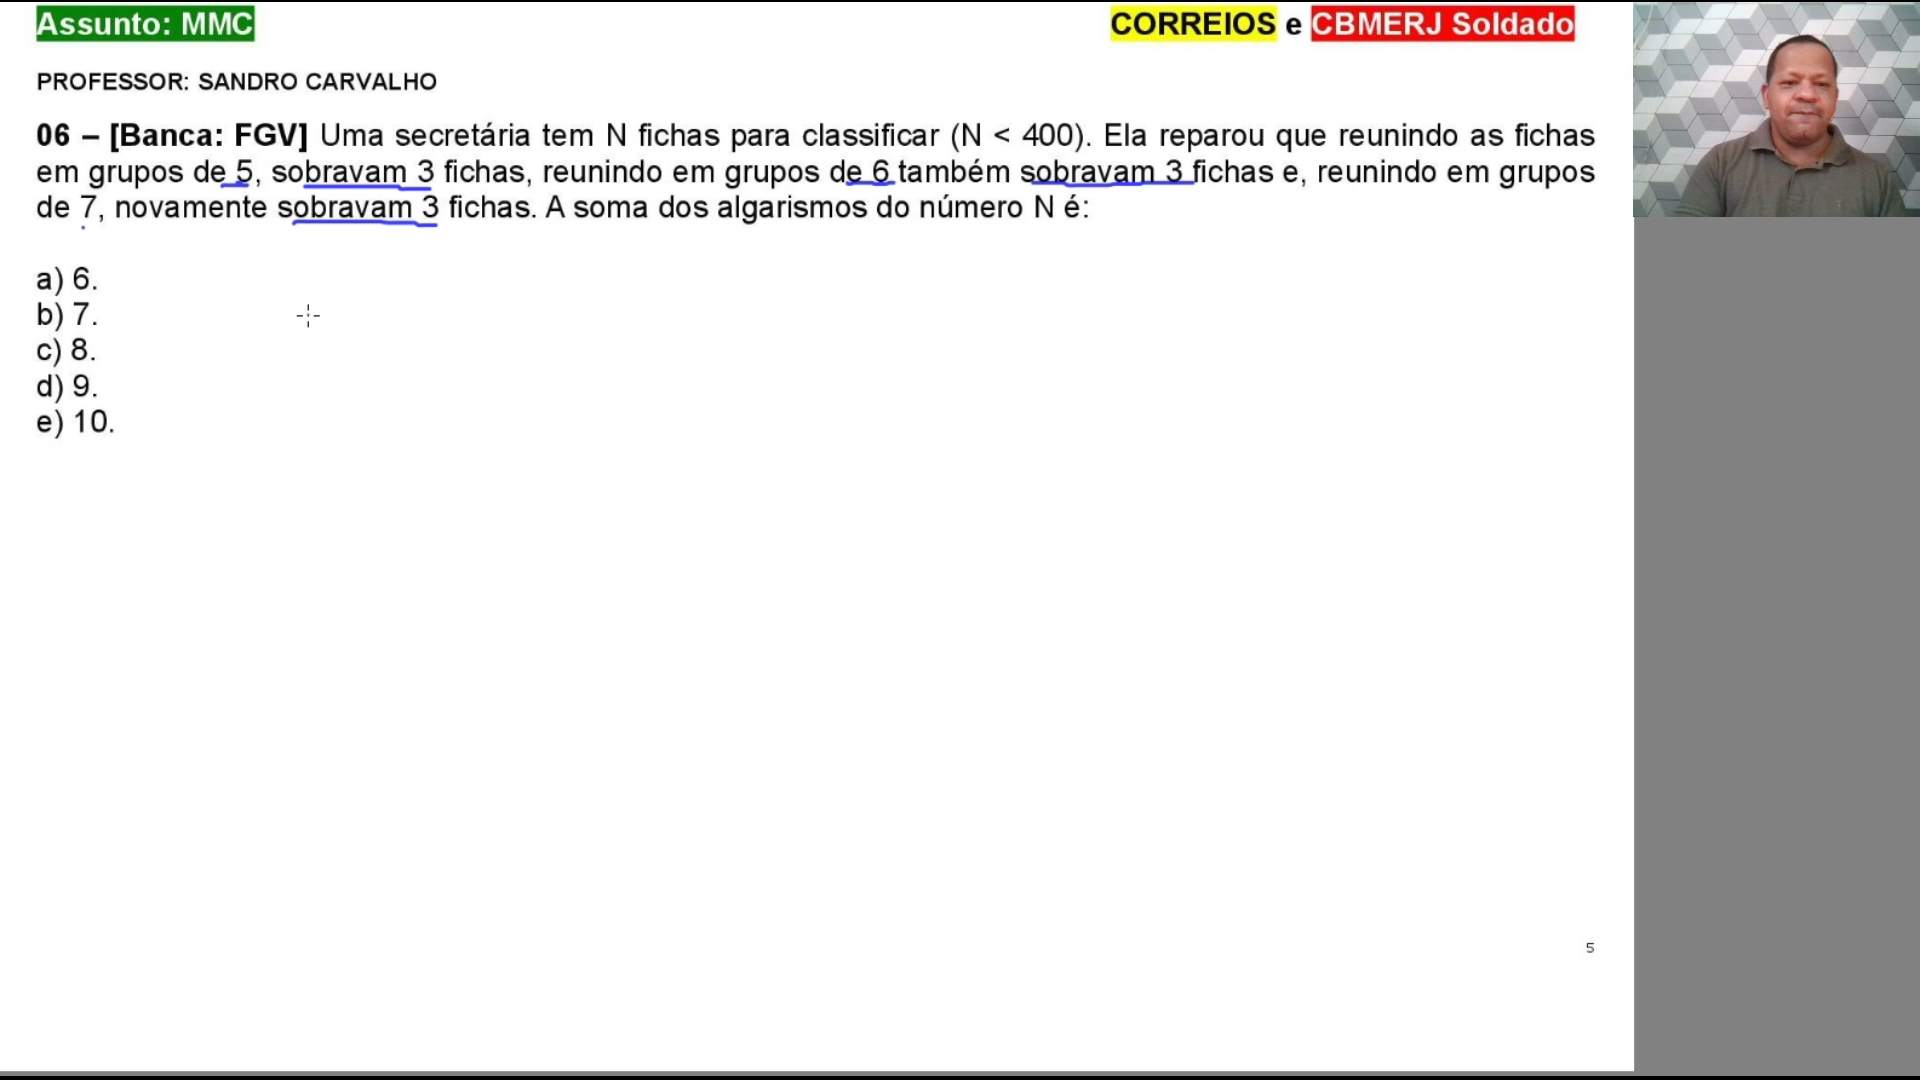 Assunto: MMC
CORREIOS e CBMERJ Soldado
PROFESSOR: SANDRO CARVALHO
06 – [Banca: FGV] Uma secretária tem N fichas para classificar (N < 400). Ela reparou que reunindo as fichas
em grupos de 5, sobravam 3 fichas, reunindo em grupos de 6 também sobravam 3 fichas e, reunindo em grupos
de 7, novamente sobravam 3 fichas. A soma dos algarismos do número N é:
a) 6.
b) 7.
c) 8.
d) 9.
e) 10.
5